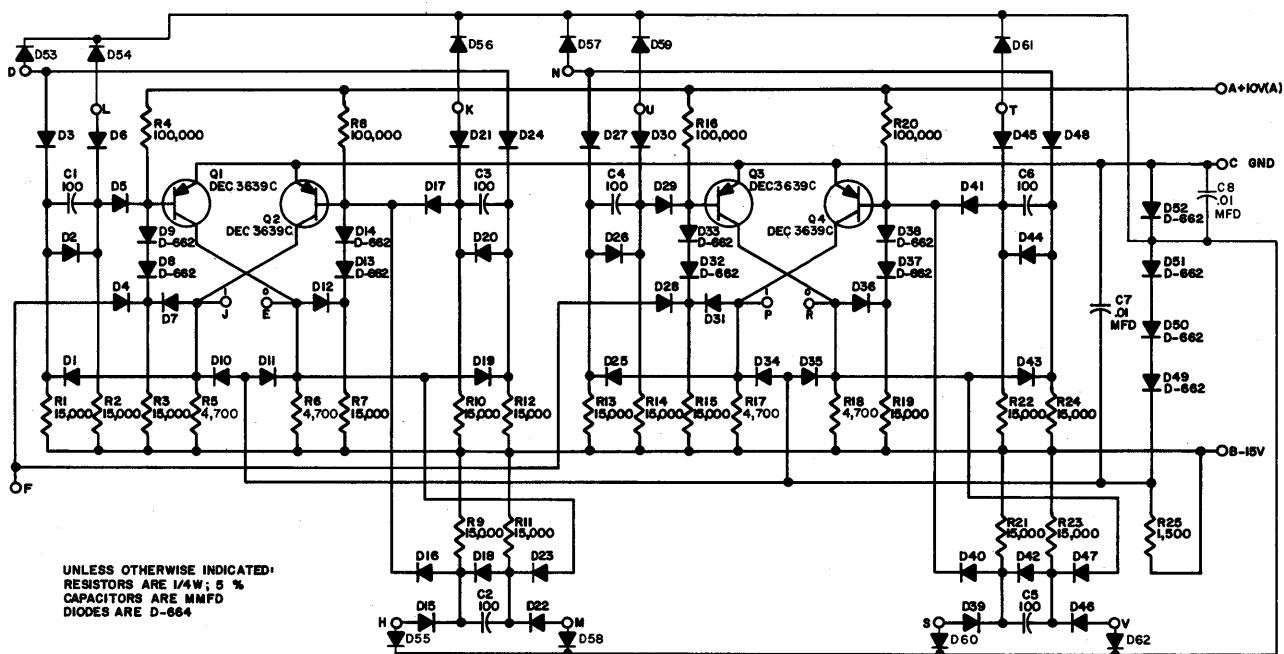 D53
D54
D56
D57
D59
D61
D
N
A+10V(A)
L
K
U
T
R4
100,000
R8
100,000
R16
100,000
R20
100,000
D3
D6
D21
D24
D27
D30
D45
D48
C GND
C1
100
D5
Q1
DEC 3639C
Q2
DEC 3639C
D17
C3
100
C4
100
D29
Q3
DEC3639C
Q4
DEC 3639C
D41
C6
100
D52
D-662
C8
.01
MFD
D2
D9
D-662
D14
D-662
D20
D26
D33
D-662
D38
D-662
D44
D8
D-662
D13
D-662
D32
D-662
D37
D-662
D51
D-662
D4
D7
1
J
0
E
D12
D28
D31
1
P
0
R
D36
C7
.01
MFD
D50
D-662
D1
D10
D11
D19
D25
D34
D35
D43
D49
D-662
R1
15,000
R2
15,000
R3
15,000
R5
4,700
R6
4,700
R7
15,000
R10
15,000
R12
15,000
R13
15,000
R14
15,000
R15
15,000
R17
4,700
R18
4,700
R19
15,000
R22
15,000
R24
15,000
B-15V
F
R9
15,000
R11
15,000
R21
15,000
R23
15,000
R25
1,500
D16
D18
D23
D40
D42
D47
UNLESS OTHERWISE INDICATED:
RESISTORS ARE 1/4W; 5 %
CAPACITORS ARE MMFD
DIODES ARE D-664
H
D15
C2
100
D22
M
S
D39
C5
100
D46
V
D55
D58
D60
D62